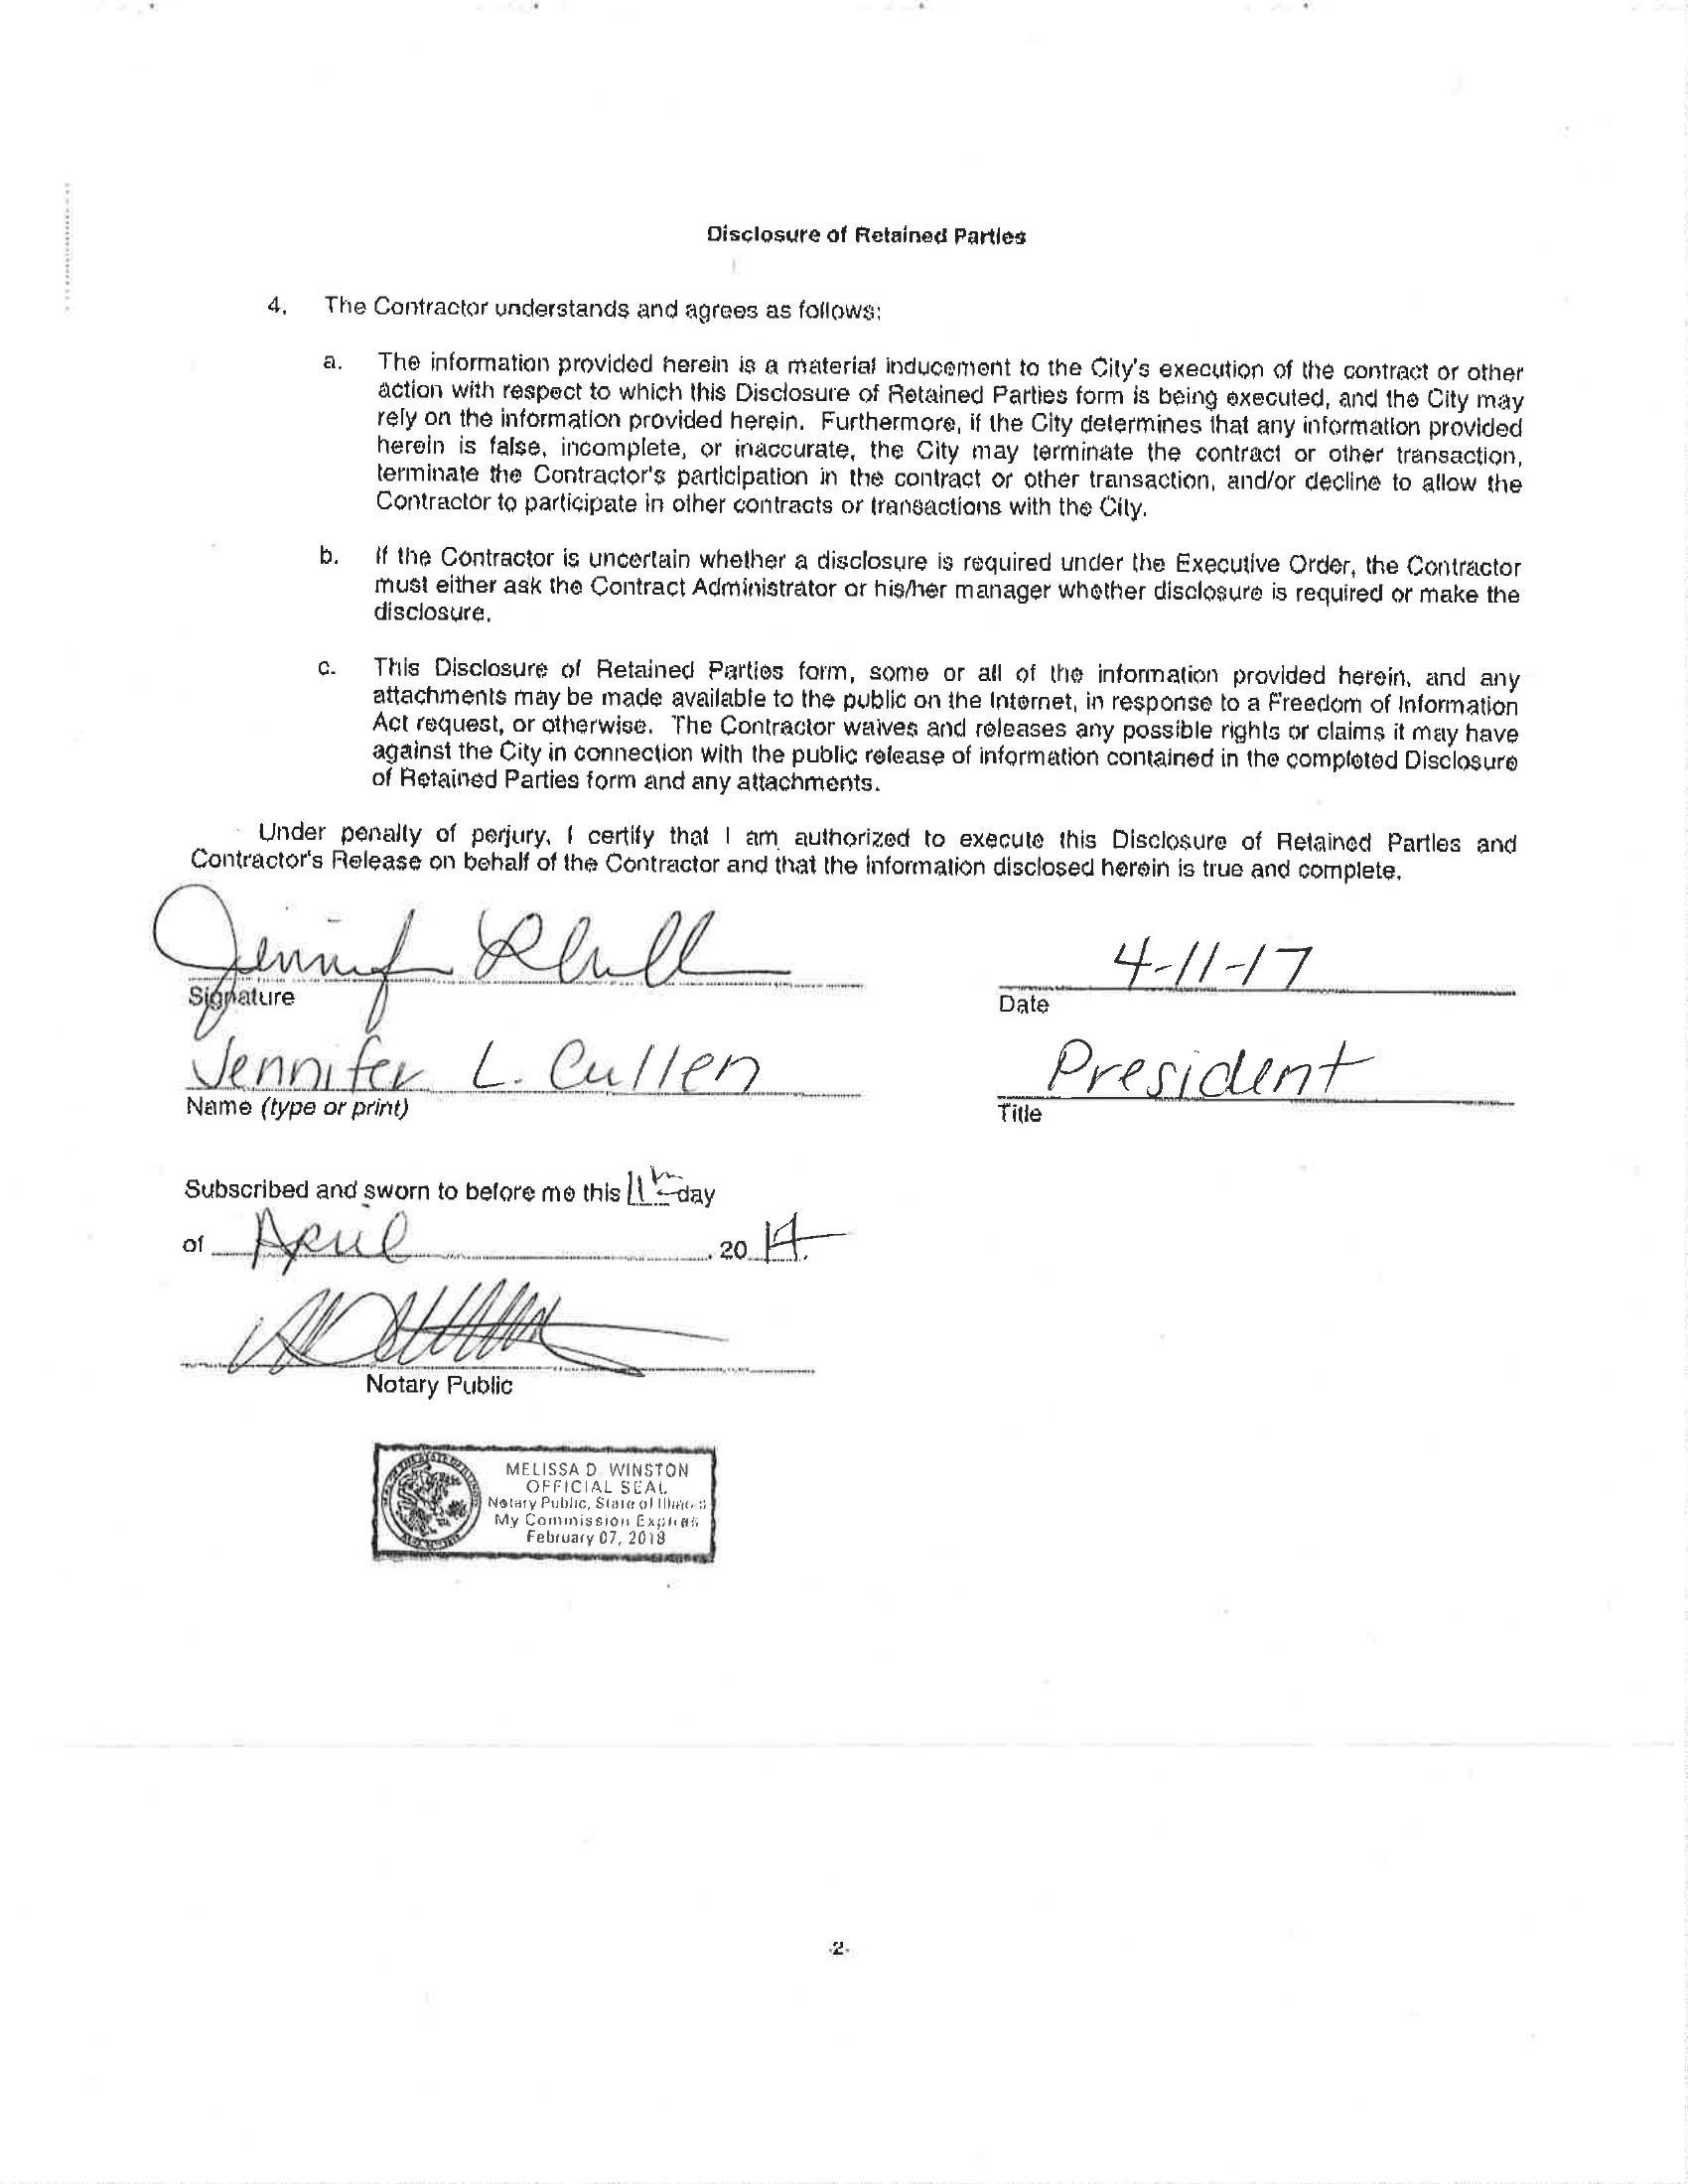 Disclosure of Retained Parties
4. The Contractor understands and agrees as follows:
a. The information provided herein is a material inducement to the City's execution of the contract or other
action with respect to which this Disclosure of Retained Parties form is being executed, and the City may
rely on the information provided herein. Furthermore, if the City determines that any information provided
herein is false, incomplete, or inaccurate, the City may terminate the contract or other transaction,
terminate the Contractor's participation in the contract or other transaction, and/or decline to allow the
Contractor to participate in other contracts or transactions with the City.
b. If the Contractor is uncertain whether a disclosure is required under the Executive Order, the Contractor
must either ask the Contract Administrator or his/her manager whether disclosure is required or make the
disclosure.
c. This Disclosure of Retained Parties form, some or all of the information provided herein, and any
attachments may be made available to the public on the Internet, in response to a Freedom of Information
Act request, or otherwise. The Contractor waives and releases any possible rights or claims it may have
against the City in connection with the public release of information contained in the completed Disclosure
of Retained Parties form and any attachments.
Under penalty of perjury, I certify that I am authorized to execute this Disclosure of Retained Parties and
Contractor's Release on behalf of the Contractor and that the information disclosed herein is true and complete.
4-11-17
Signature Date
Jennifer L. Cullen President
Name (type or print) Title
Subscribed and sworn to before me this 11th day
of April, 20
Notary Public
MELISSA D. WINSTON
OFFICIAL SEAL
Notary Public, State of Illinois
My Commission Expires
February 07, 2018
-2-